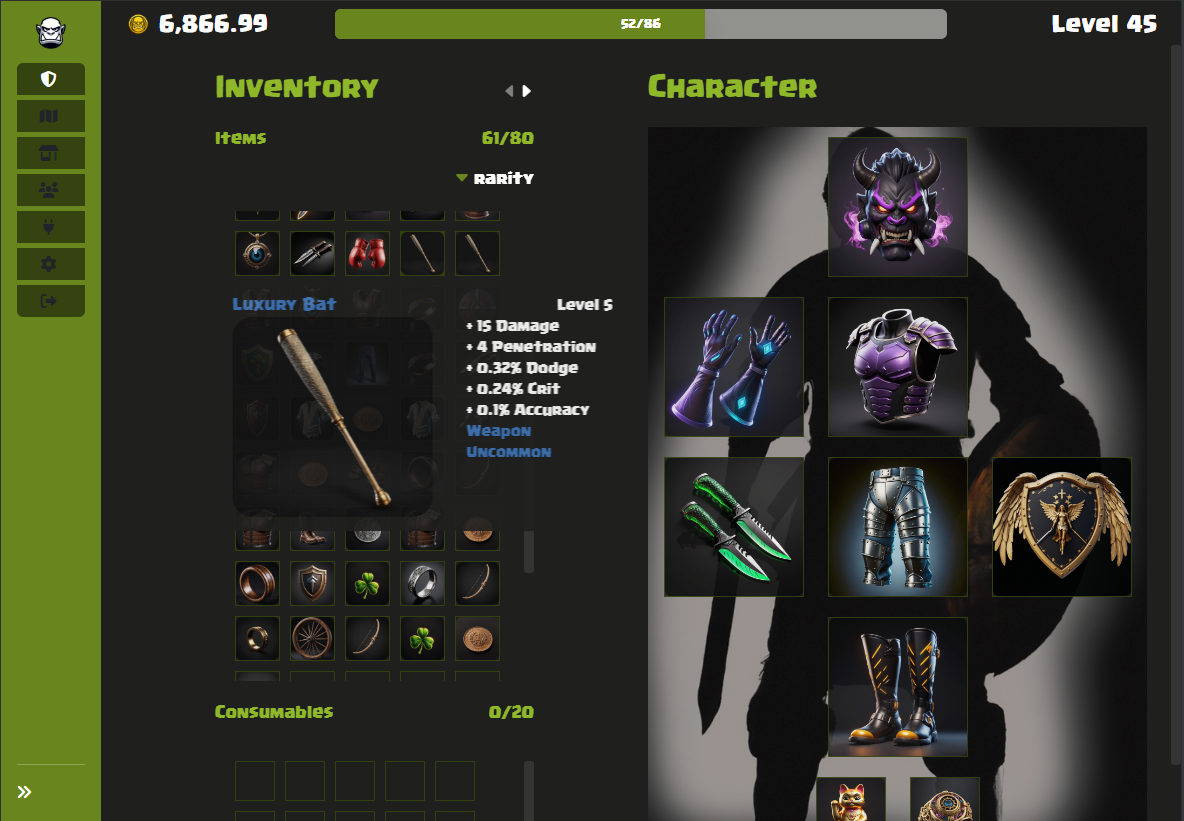 6,866.99
52/86
Level 45
Inventory
Character
Items
61/80
Rarity
Luxury Bat
Level 5
+ 15 Damage
+ 4 Penetration
+ 0.32% Dodge
+ 0.24% Crit
+ 0.1% Accuracy
Weapon
Uncommon
Consumables
0/20